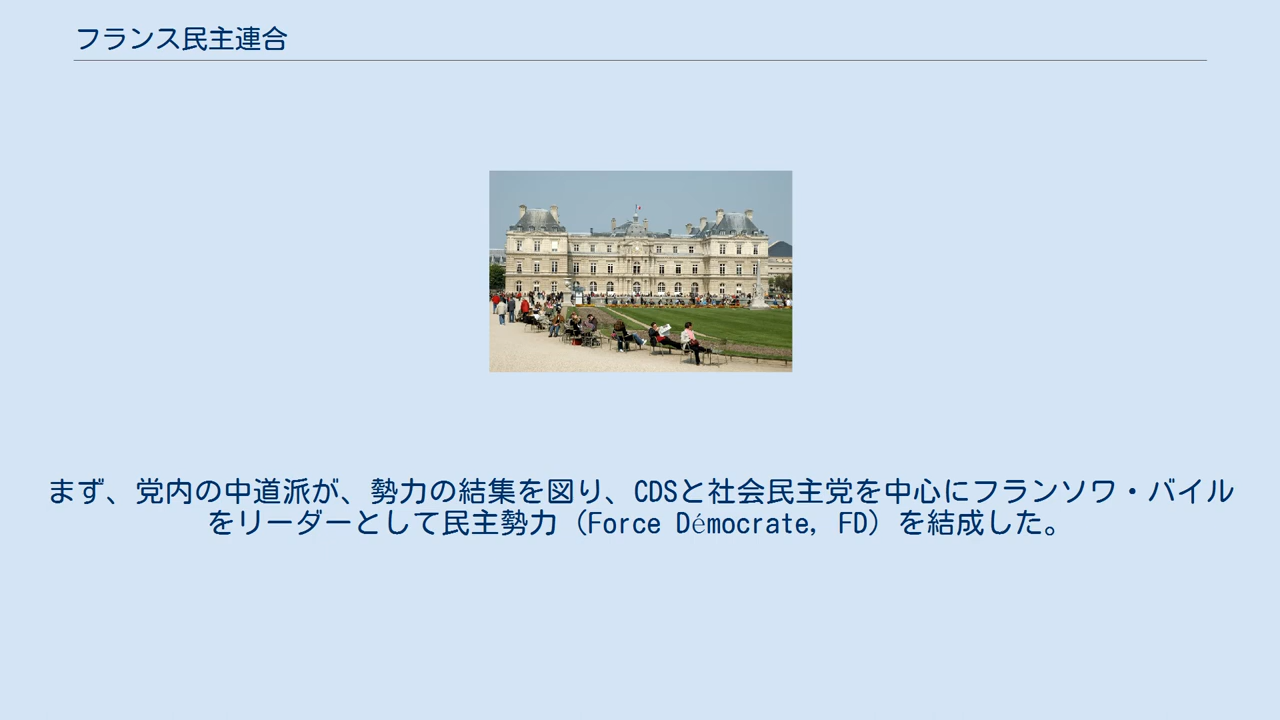 フランス民主連合
まず、党内の中道派が、勢力の結集を図り、CDSと社会民主党を中心にフランソワ・バイル
をリーダーとして民主勢力（Force Démocrate, FD）を結成した。